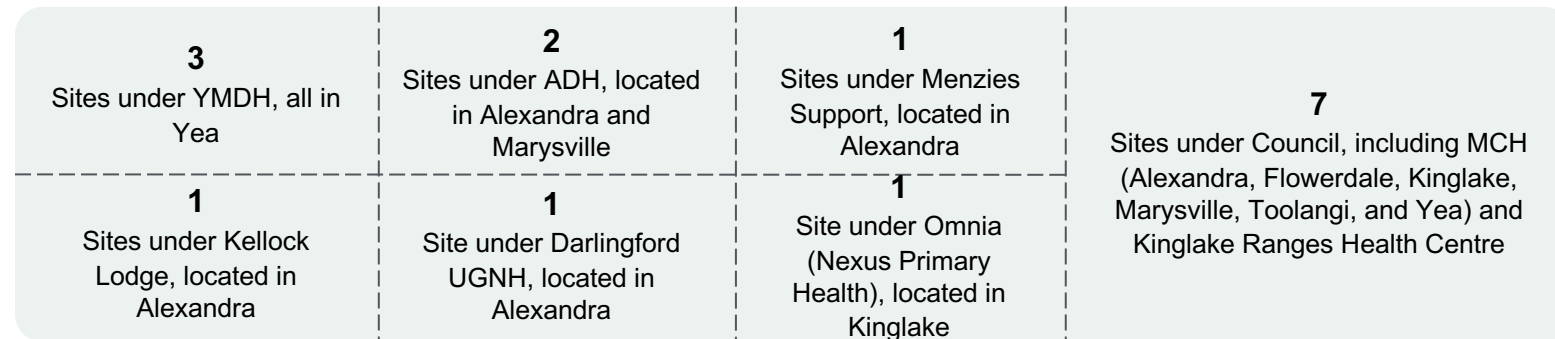 3
Sites under YMDH, all in
Yea
2
Sites under ADH, located
in Alexandra and
Marysville
1
Sites under Menzies
Support, located in
Alexandra
7
Sites under Council, including MCH
(Alexandra, Flowerdale, Kinglake,
Marysville, Toolangi, and Yea) and
Kinglake Ranges Health Centre
1
Sites under Kellock
Lodge, located in
Alexandra
1
Site under Darlingford
UGNH, located in
Alexandra
1
Site under Omnia
(Nexus Primary
Health), located in
Kinglake